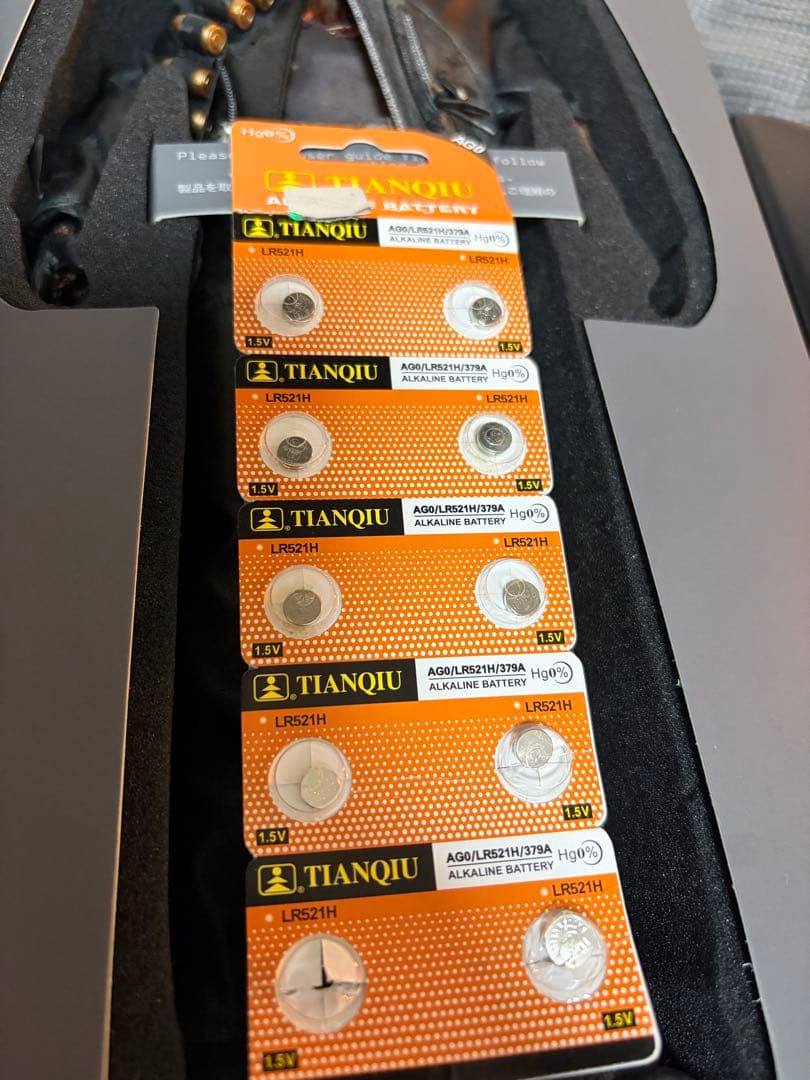 Hg0%
AG0
Pleas
ser guide
follow
製品を取
ご理解の
TIANQIU
BATTERY
TIANQIU
AG0/LR521H/379A
ALKALINE BATTERY
Hg0%
LR521H
LR521H
1.5V
1.5V
TIANQIU
AG0/LR521H/379A
ALKALINE BATTERY
Hg0%
LR521H
LR521H
1.5V
1.5V
TIANQIU
AG0/LR521H/379A
ALKALINE BATTERY
Hg0%
LR521H
LR521H
1.5V
1.5V
TIANQIU
AG0/LR521H/379A
ALKALINE BATTERY
Hg0%
LR521H
LR521H
1.5V
1.5V
TIANQIU
AG0/LR521H/379A
ALKALINE BATTERY
Hg0%
LR521H
LR521H
1.5V
1.5V